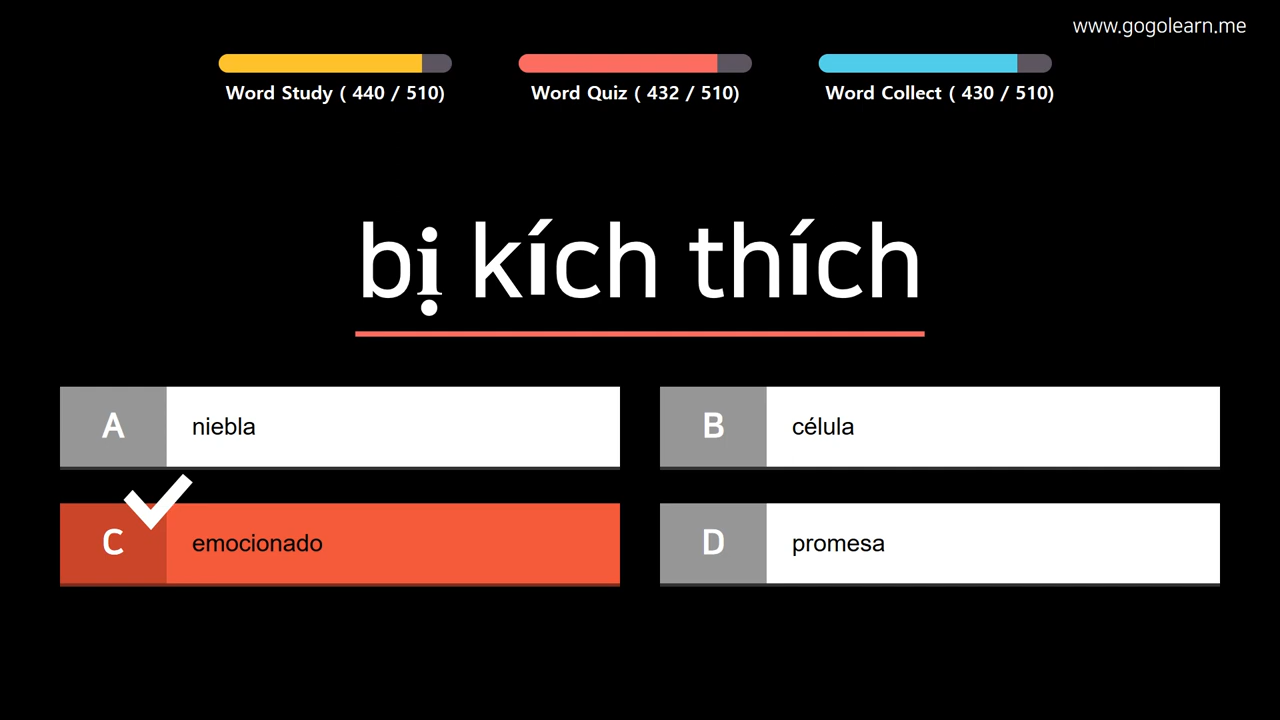 www.gogolearn.me
Word Study ( 440 / 510)
Word Quiz ( 432 / 510)
Word Collect ( 430 / 510)
bị kích thích
A niebla
B célula
C emocionado
D promesa